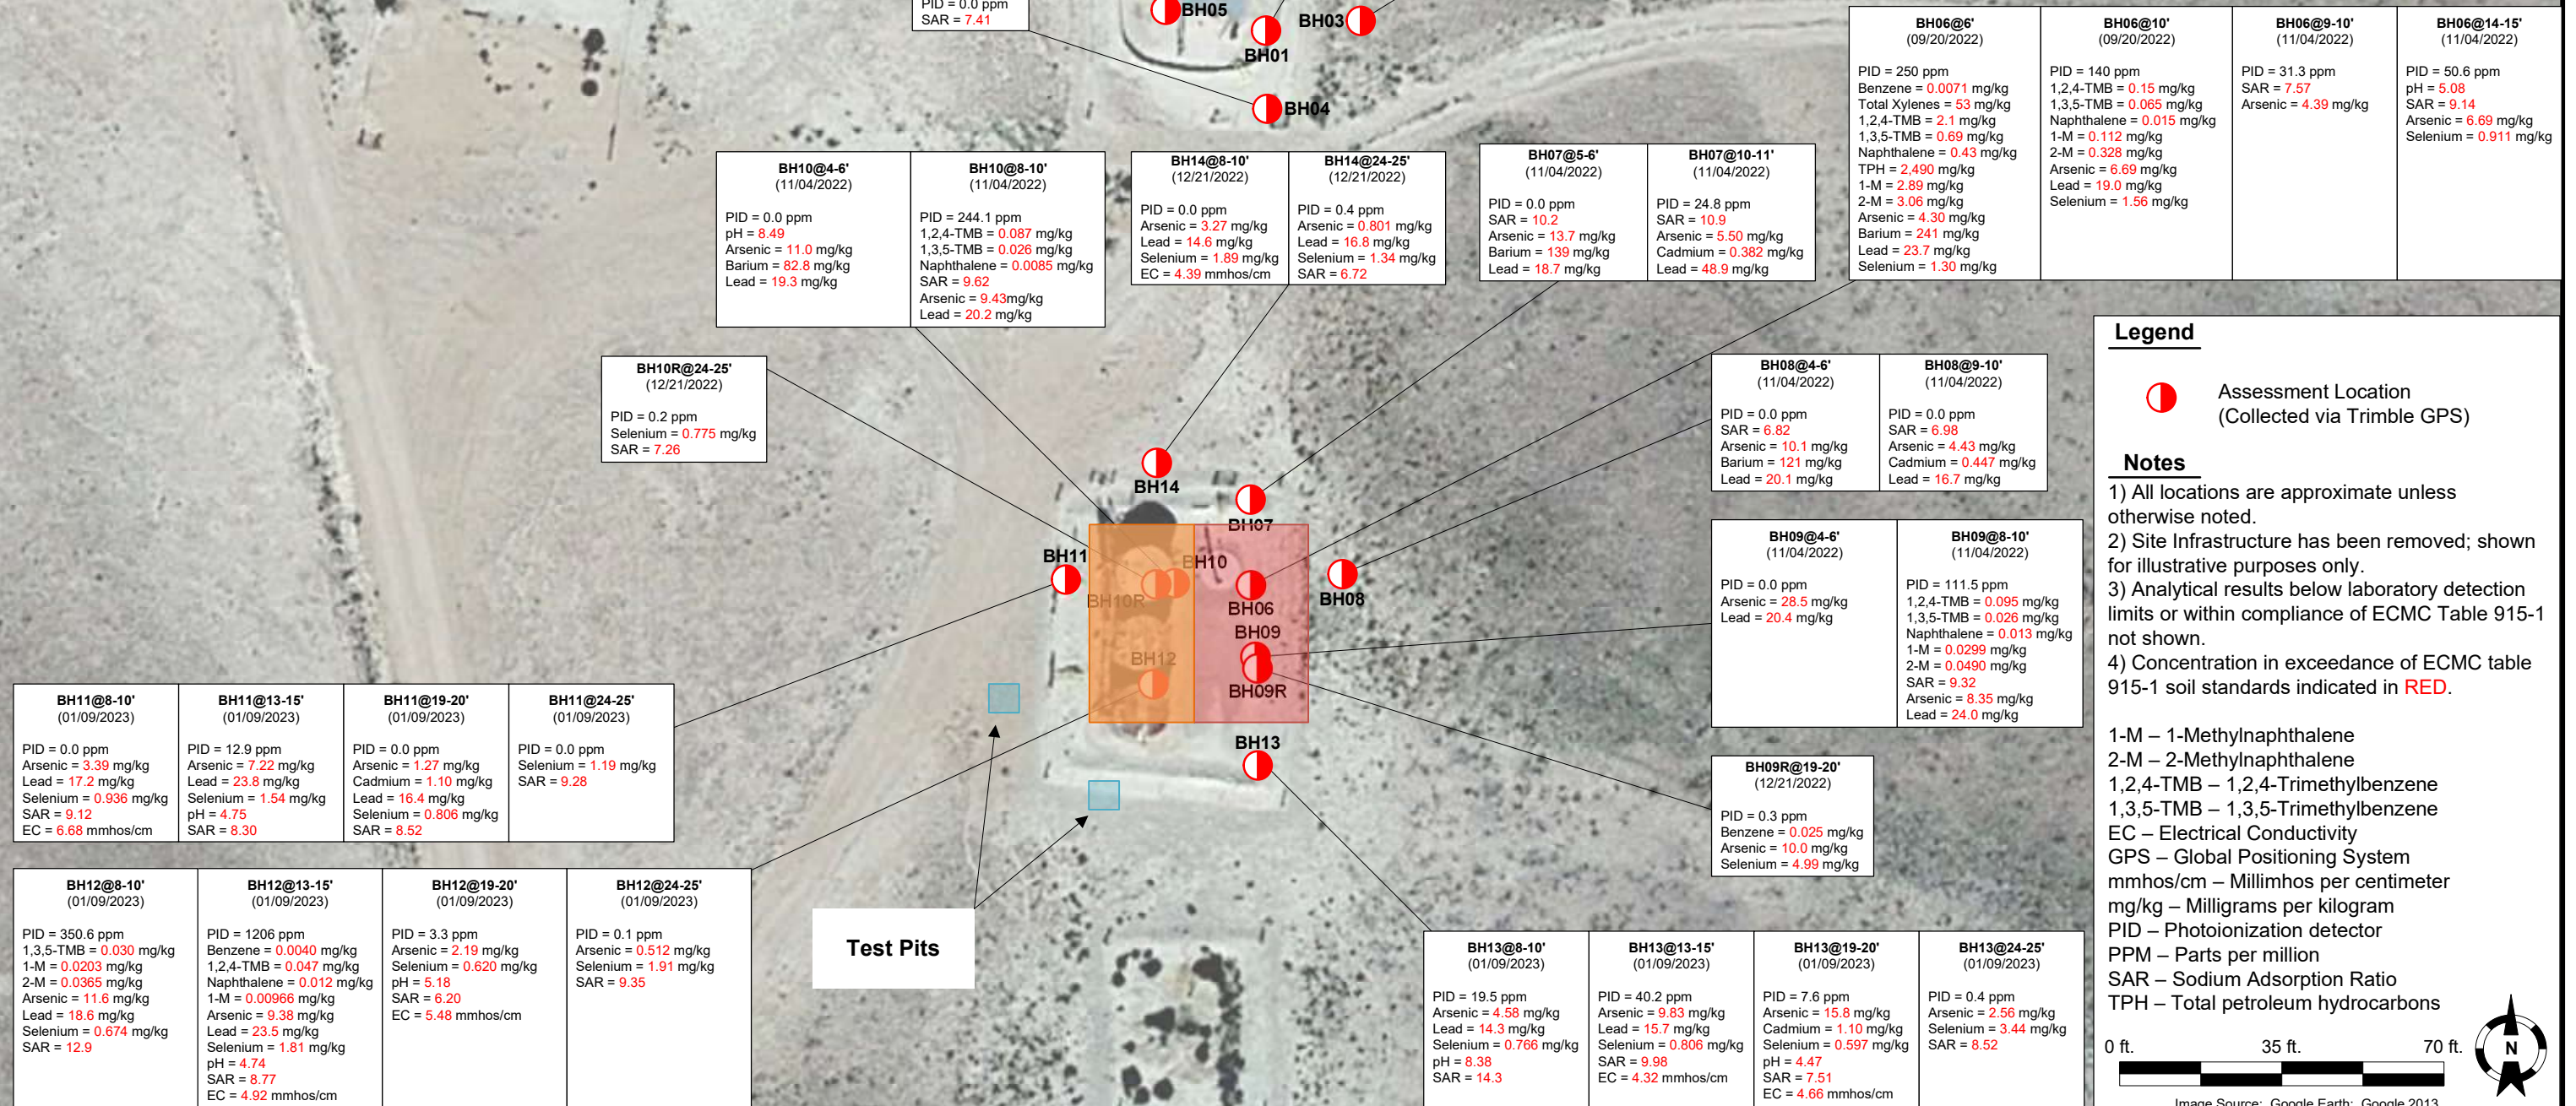 PID = 0.0 ppm
SAR = 7.41
BH05
BH01
BH03
BH04
BH06@6'
(09/20/2022)
PID = 250 ppm
Benzene = 0.0071 mg/kg
Total Xylenes = 53 mg/kg
1,2,4-TMB = 2.1 mg/kg
1,3,5-TMB = 0.69 mg/kg
Naphthalene = 0.43 mg/kg
TPH = 2,490 mg/kg
1-M = 2.89 mg/kg
2-M = 3.06 mg/kg
Arsenic = 4.30 mg/kg
Barium = 241 mg/kg
Lead = 23.7 mg/kg
Selenium = 1.30 mg/kg
BH06@10'
(09/20/2022)
PID = 140 ppm
1,2,4-TMB = 0.15 mg/kg
1,3,5-TMB = 0.065 mg/kg
Naphthalene = 0.015 mg/kg
1-M = 0.112 mg/kg
2-M = 0.328 mg/kg
Arsenic = 6.69 mg/kg
Lead = 19.0 mg/kg
Selenium = 1.56 mg/kg
BH06@9-10'
(11/04/2022)
PID = 31.3 ppm
SAR = 7.57
Arsenic = 4.39 mg/kg
BH06@14-15'
(11/04/2022)
PID = 50.6 ppm
pH = 5.08
SAR = 9.14
Arsenic = 6.69 mg/kg
Selenium = 0.911 mg/kg
BH10@4-6'
(11/04/2022)
PID = 0.0 ppm
pH = 8.49
Arsenic = 11.0 mg/kg
Barium = 82.8 mg/kg
Lead = 19.3 mg/kg
BH10@8-10'
(11/04/2022)
PID = 244.1 ppm
1,2,4-TMB = 0.087 mg/kg
1,3,5-TMB = 0.026 mg/kg
Naphthalene = 0.0085 mg/kg
SAR = 9.62
Arsenic = 9.43mg/kg
Lead = 20.2 mg/kg
BH14@8-10'
(12/21/2022)
PID = 0.0 ppm
Arsenic = 3.27 mg/kg
Lead = 14.6 mg/kg
Selenium = 1.89 mg/kg
EC = 4.39 mmhos/cm
BH14@24-25'
(12/21/2022)
PID = 0.4 ppm
Arsenic = 0.801 mg/kg
Lead = 16.8 mg/kg
Selenium = 1.34 mg/kg
SAR = 6.72
BH07@5-6'
(11/04/2022)
PID = 0.0 ppm
SAR = 10.2
Arsenic = 13.7 mg/kg
Barium = 139 mg/kg
Lead = 18.7 mg/kg
BH07@10-11'
(11/04/2022)
PID = 24.8 ppm
SAR = 10.9
Arsenic = 5.50 mg/kg
Cadmium = 0.382 mg/kg
Lead = 48.9 mg/kg
BH10R@24-25'
(12/21/2022)
PID = 0.2 ppm
Selenium = 0.775 mg/kg
SAR = 7.26
BH08@4-6'
(11/04/2022)
PID = 0.0 ppm
SAR = 6.82
Arsenic = 10.1 mg/kg
Barium = 121 mg/kg
Lead = 20.1 mg/kg
BH08@9-10'
(11/04/2022)
PID = 0.0 ppm
SAR = 6.98
Arsenic = 4.43 mg/kg
Cadmium = 0.447 mg/kg
Lead = 16.7 mg/kg
BH14
BH07
BH11
BH10
BH10R
BH06
BH08
BH09
BH12
BH09R
BH13
BH09@4-6'
(11/04/2022)
PID = 0.0 ppm
Arsenic = 28.5 mg/kg
Lead = 20.4 mg/kg
BH09@8-10'
(11/04/2022)
PID = 111.5 ppm
1,2,4-TMB = 0.095 mg/kg
1,3,5-TMB = 0.026 mg/kg
Naphthalene = 0.013 mg/kg
1-M = 0.0299 mg/kg
2-M = 0.0490 mg/kg
SAR = 9.32
Arsenic = 8.35 mg/kg
Lead = 24.0 mg/kg
BH09R@19-20'
(12/21/2022)
PID = 0.3 ppm
Benzene = 0.025 mg/kg
Arsenic = 10.0 mg/kg
Selenium = 4.99 mg/kg
BH11@8-10'
(01/09/2023)
PID = 0.0 ppm
Arsenic = 3.39 mg/kg
Lead = 17.2 mg/kg
Selenium = 0.936 mg/kg
SAR = 9.12
EC = 6.68 mmhos/cm
BH11@13-15'
(01/09/2023)
PID = 12.9 ppm
Arsenic = 7.22 mg/kg
Lead = 23.8 mg/kg
Selenium = 1.54 mg/kg
pH = 4.75
SAR = 8.30
BH11@19-20'
(01/09/2023)
PID = 0.0 ppm
Arsenic = 1.27 mg/kg
Cadmium = 1.10 mg/kg
Lead = 16.4 mg/kg
Selenium = 0.806 mg/kg
SAR = 8.52
BH11@24-25'
(01/09/2023)
PID = 0.0 ppm
Selenium = 1.19 mg/kg
SAR = 9.28
BH12@8-10'
(01/09/2023)
PID = 350.6 ppm
1,3,5-TMB = 0.030 mg/kg
1-M = 0.0203 mg/kg
2-M = 0.0365 mg/kg
Arsenic = 11.6 mg/kg
Lead = 18.6 mg/kg
Selenium = 0.674 mg/kg
SAR = 12.9
BH12@13-15'
(01/09/2023)
PID = 1206 ppm
Benzene = 0.0040 mg/kg
1,2,4-TMB = 0.047 mg/kg
Naphthalene = 0.012 mg/kg
1-M = 0.00966 mg/kg
Arsenic = 9.38 mg/kg
Lead = 23.5 mg/kg
Selenium = 1.81 mg/kg
pH = 4.74
SAR = 8.77
EC = 4.92 mmhos/cm
BH12@19-20'
(01/09/2023)
PID = 3.3 ppm
Arsenic = 2.19 mg/kg
Selenium = 0.620 mg/kg
pH = 5.18
SAR = 6.20
EC = 5.48 mmhos/cm
BH12@24-25'
(01/09/2023)
PID = 0.1 ppm
Arsenic = 0.512 mg/kg
Selenium = 1.91 mg/kg
SAR = 9.35
Test Pits
BH13@8-10'
(01/09/2023)
PID = 19.5 ppm
Arsenic = 4.58 mg/kg
Lead = 14.3 mg/kg
Selenium = 0.766 mg/kg
pH = 8.38
SAR = 14.3
BH13@13-15'
(01/09/2023)
PID = 40.2 ppm
Arsenic = 9.83 mg/kg
Lead = 15.7 mg/kg
Selenium = 0.806 mg/kg
SAR = 9.98
EC = 4.32 mmhos/cm
BH13@19-20'
(01/09/2023)
PID = 7.6 ppm
Arsenic = 15.8 mg/kg
Cadmium = 1.10 mg/kg
Selenium = 0.597 mg/kg
pH = 4.47
SAR = 7.51
EC = 4.66 mmhos/cm
BH13@24-25'
(01/09/2023)
PID = 0.4 ppm
Arsenic = 2.56 mg/kg
Selenium = 3.44 mg/kg
SAR = 8.52
Legend
Assessment Location
(Collected via Trimble GPS)
Notes
1) All locations are approximate unless
otherwise noted.
2) Site Infrastructure has been removed; shown
for illustrative purposes only.
3) Analytical results below laboratory detection
limits or within compliance of ECMC Table 915-1
not shown.
4) Concentration in exceedance of ECMC table
915-1 soil standards indicated in RED.
1-M – 1-Methylnaphthalene
2-M – 2-Methylnaphthalene
1,2,4-TMB – 1,2,4-Trimethylbenzene
1,3,5-TMB – 1,3,5-Trimethylbenzene
EC – Electrical Conductivity
GPS – Global Positioning System
mmhos/cm – Millimhos per centimeter
mg/kg – Milligrams per kilogram
PID – Photoionization detector
PPM – Parts per million
SAR – Sodium Adsorption Ratio
TPH – Total petroleum hydrocarbons
0 ft. 35 ft. 70 ft.
N
Image Source: Google Earth; Google 2013